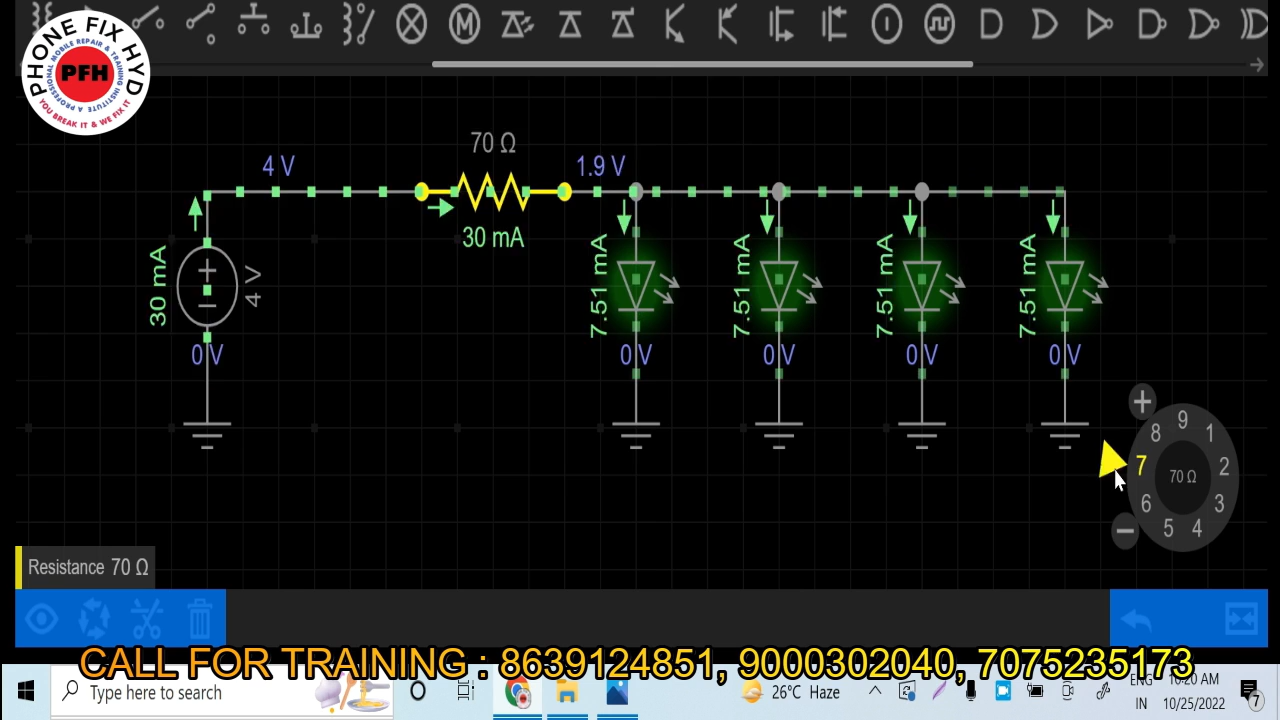 PHONE FIX HYD
A PROFESSIONAL MOBILE REPAIR & TRAINING INSTITUTE
PFH
YOU BREAK IT & WE FIX IT
M
70 Ω
4 V
1.9 V
30 mA
30 mA
4 V
7.51 mA
7.51 mA
7.51 mA
7.51 mA
0 V
0 V
0 V
0 V
0 V
+
9
8 1
7 70 Ω 2
6 3
5 4
−
Resistance 70 Ω
CALL FOR TRAINING : 8639124851, 9000302040, 7075235173
Type here to search
26°C Haze
ENG
IN
10:20 AM
10/25/2022
7